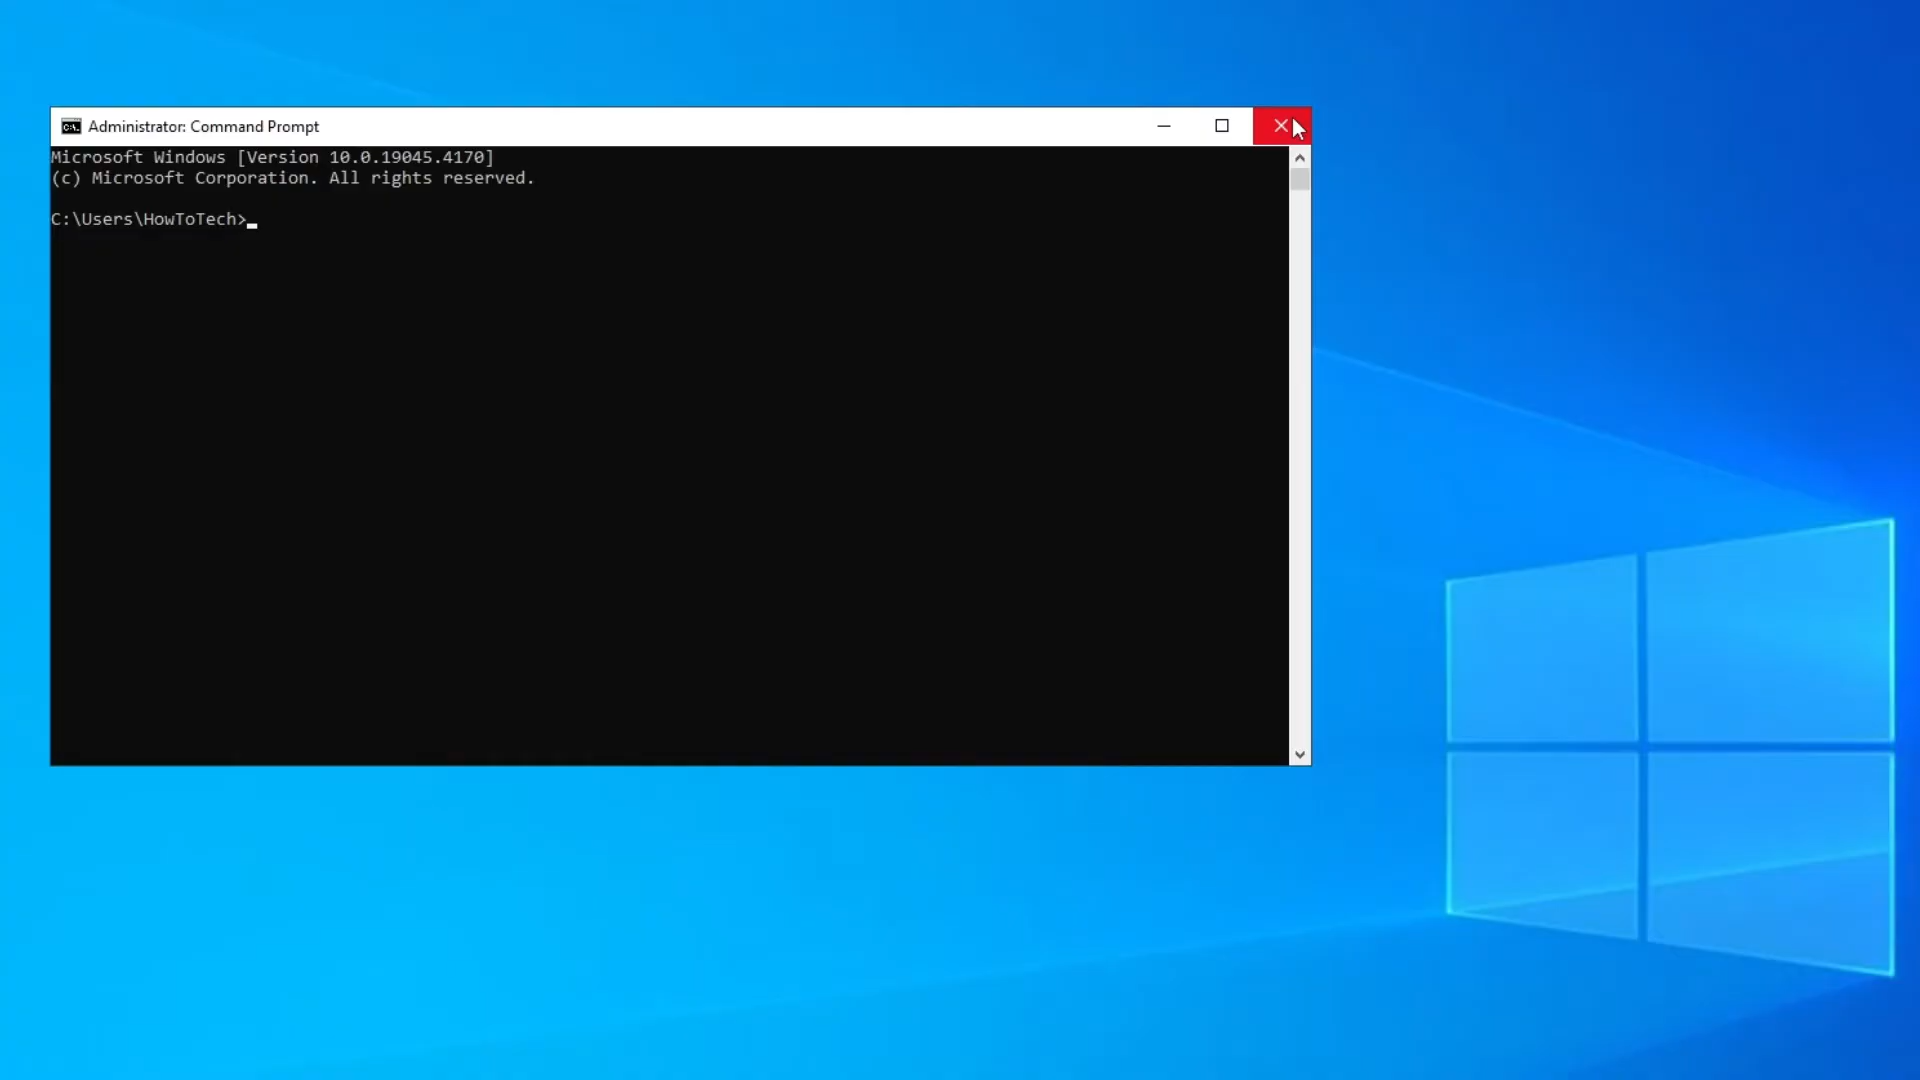 Administrator: Command Prompt
Microsoft Windows [Version 10.0.19045.4170]
(c) Microsoft Corporation. All rights reserved.
C:\Users\HowToTech>